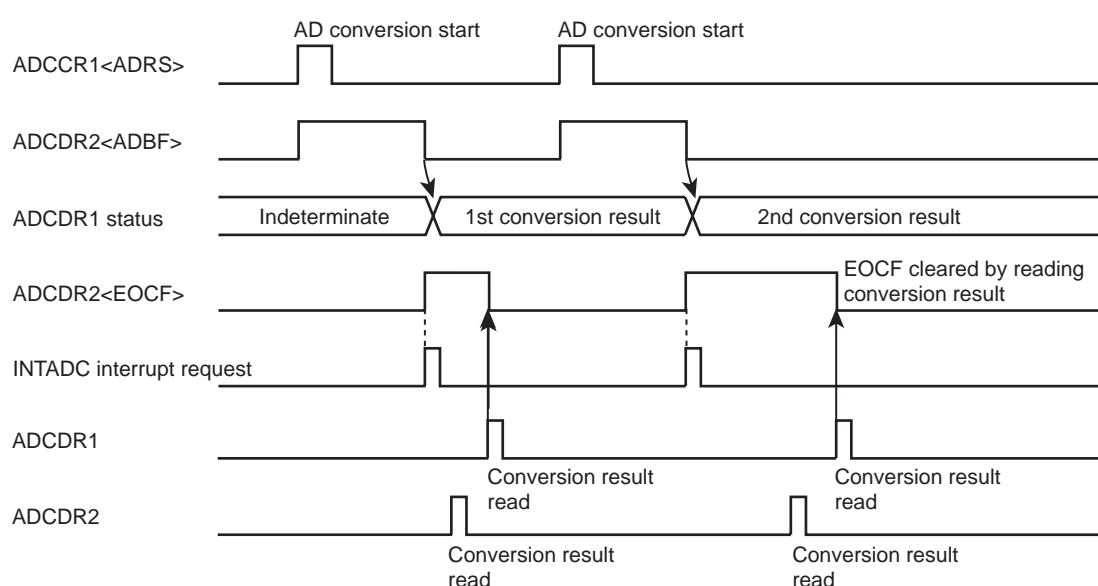 AD conversion start
AD conversion start
ADCCR1<ADRS>
ADCDR2<ADBF>
ADCDR1 status
Indeterminate
1st conversion result
2nd conversion result
ADCDR2<EOCF>
EOCF cleared by reading
conversion result
INTADC interrupt request
ADCDR1
Conversion result
read
Conversion result
read
ADCDR2
Conversion result
read
Conversion result
read